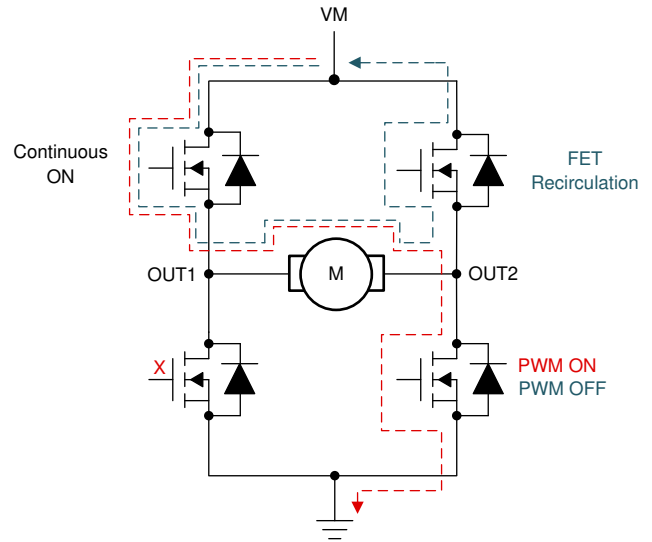 VM
Continuous
ON
FET
Recirculation
M
OUT1
OUT2
X
PWM ON
PWM OFF